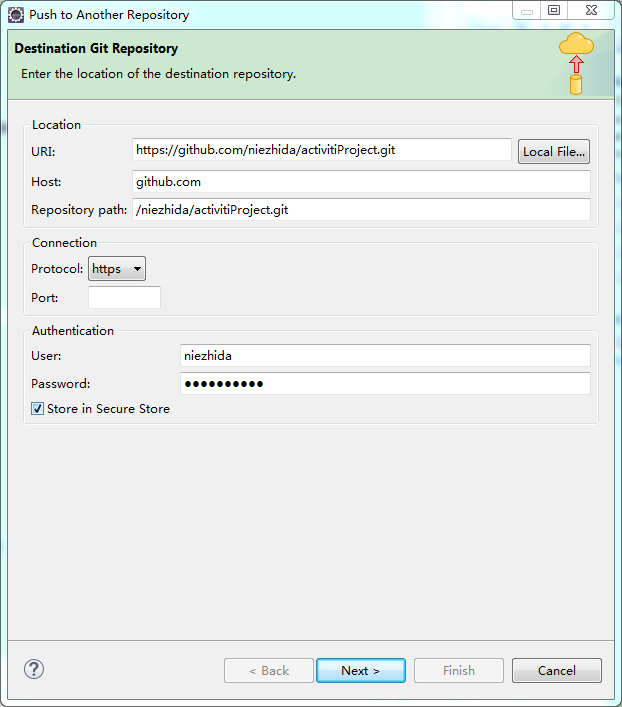 Push to Another Repository
Destination Git Repository
Enter the location of the destination repository.
Location
URI: https://github.com/niezhida/activitiProject.git Local File...
Host: github.com
Repository path: /niezhida/activitiProject.git
Connection
Protocol: https
Port:
Authentication
User: niezhida
Password: ●●●●●●●●●●
Store in Secure Store
? < Back Next > Finish Cancel